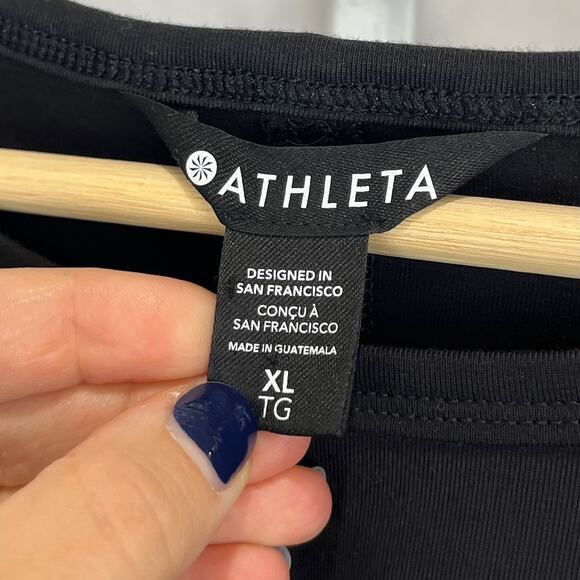 ATHLETA
DESIGNED IN
SAN FRANCISCO
CONÇU À
SAN FRANCISCO
MADE IN GUATEMALA
XL
TG